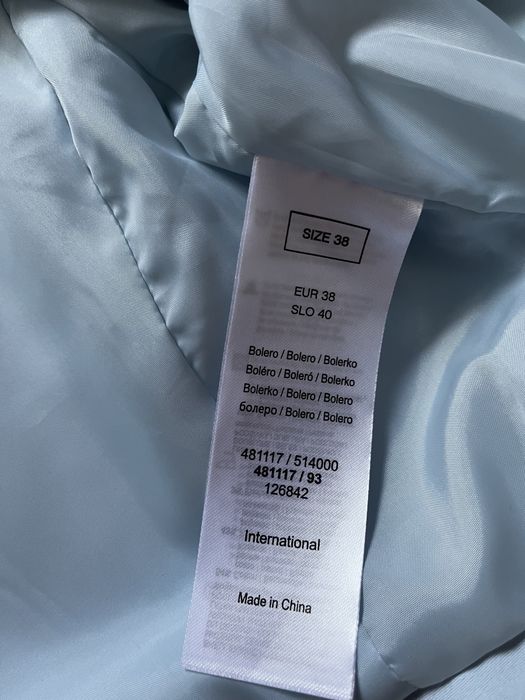 SIZE 38
EUR 38
SLO 40
Bolero / Bolero / Bolerko
Boléro / Boleró / Bolerko
Bolerko / Bolero / Bolero
болеро / Bolero / Bolero
481117 / 514000
481117 / 93
126842
International
Made in China